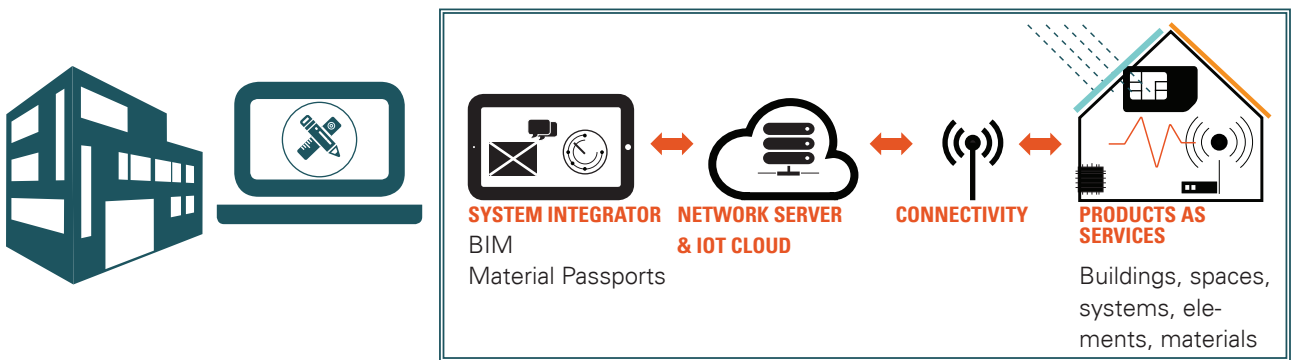 SYSTEM INTEGRATOR
BIM
Material Passports
NETWORK SERVER
& IOT CLOUD
CONNECTIVITY
PRODUCTS AS
SERVICES
Buildings, spaces,
systems, ele-
ments, materials